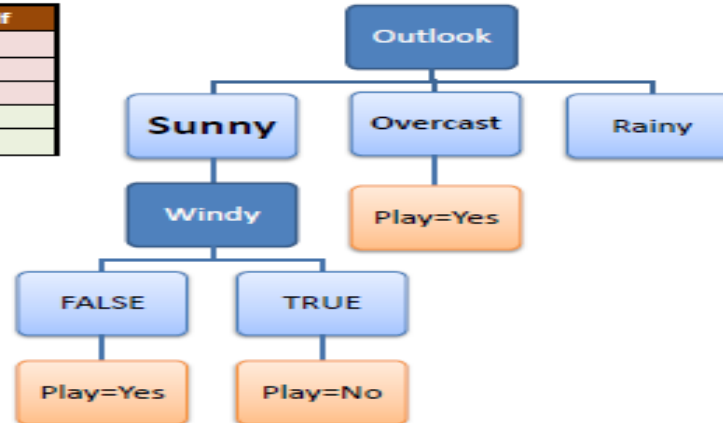 Outlook
Sunny
Overcast
Rainy
Windy
Play=Yes
FALSE
TRUE
Play=Yes
Play=No